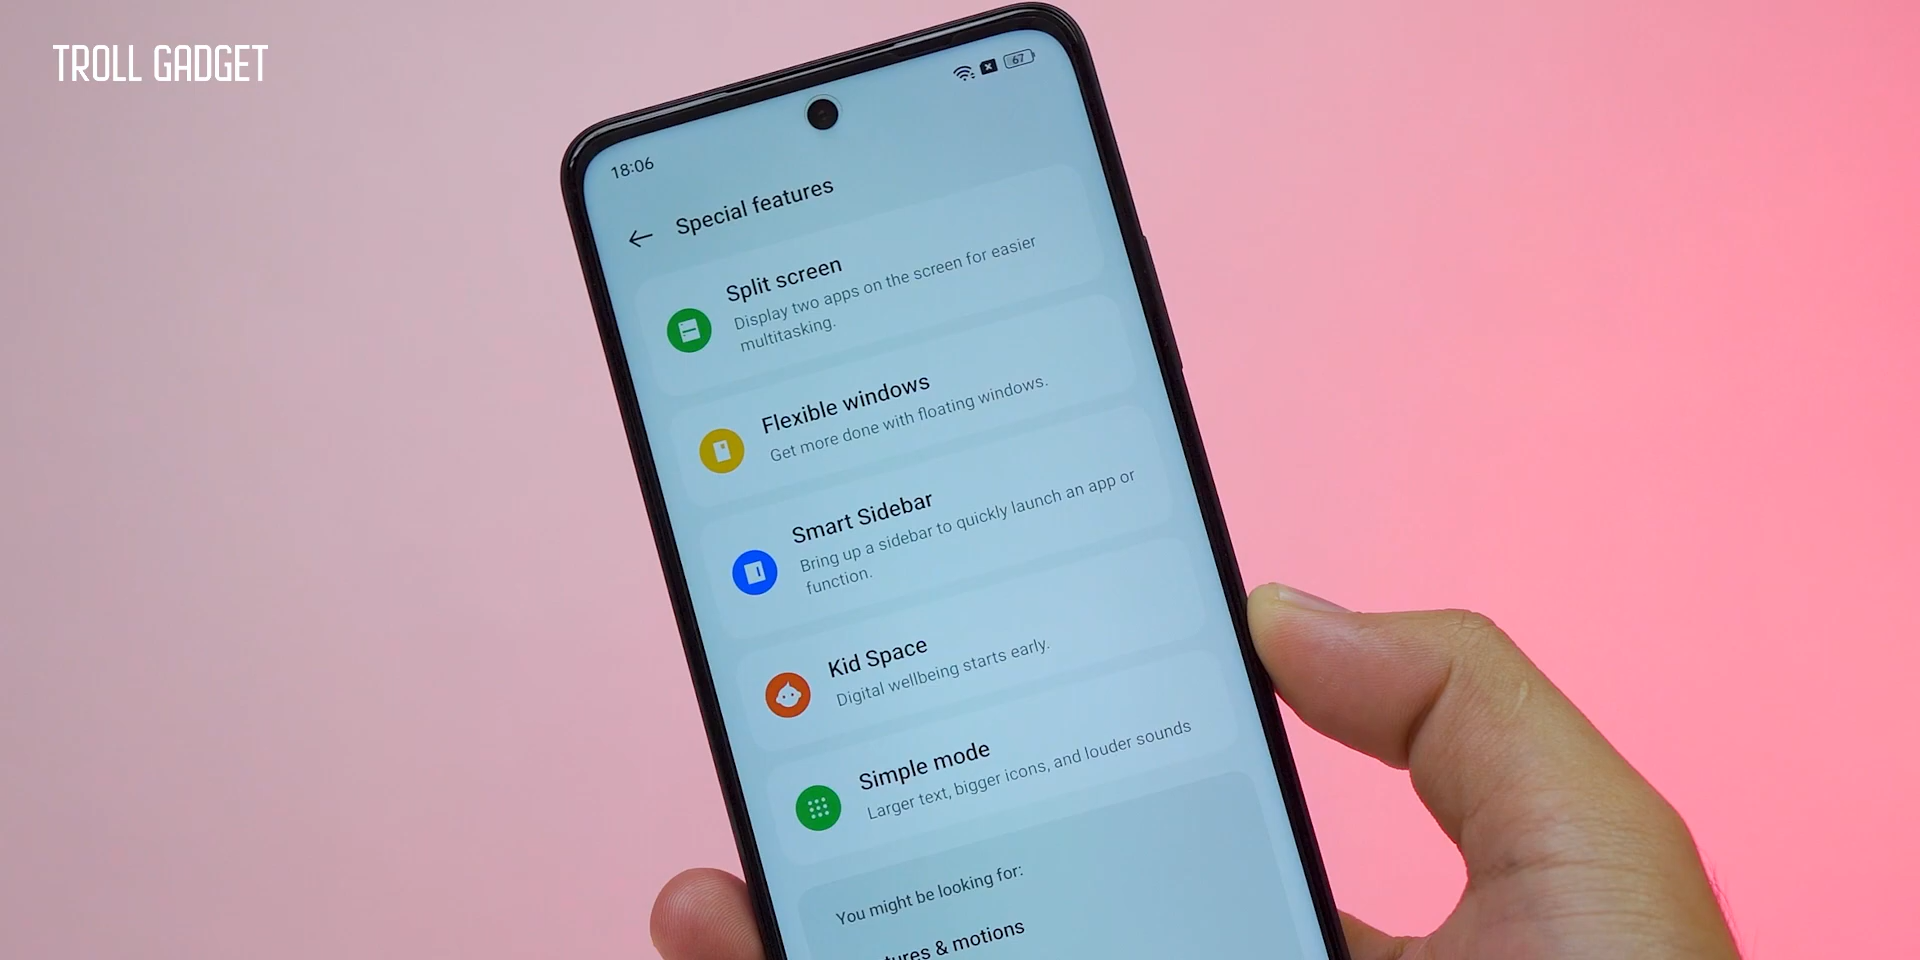 TROLL GADGET
67
18:06
Special features
Split screen
Display two apps on the screen for easier
multitasking.
Flexible windows
Get more done with floating windows.
Smart Sidebar
Bring up a sidebar to quickly launch an app or
function.
Kid Space
Digital wellbeing starts early.
Simple mode
Larger text, bigger icons, and louder sounds
You might be looking for:
& motions